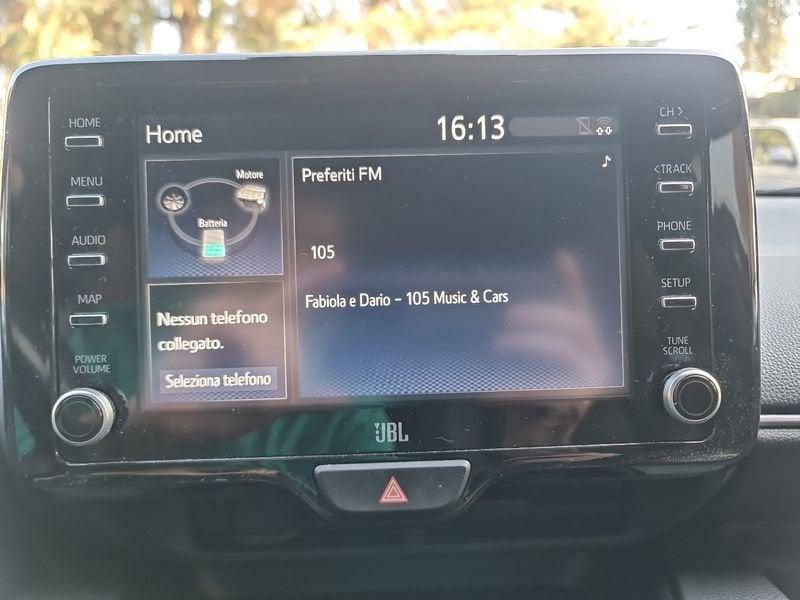 HOME
MENU
AUDIO
MAP
POWER
VOLUME
Home
16:13
Motore
Batteria
Nessun telefono
collegato.
Seleziona telefono
Preferiti FM
105
Fabiola e Dario – 105 Music & Cars
CH >
< TRACK
PHONE
SETUP
TUNE
SCROLL
JBL